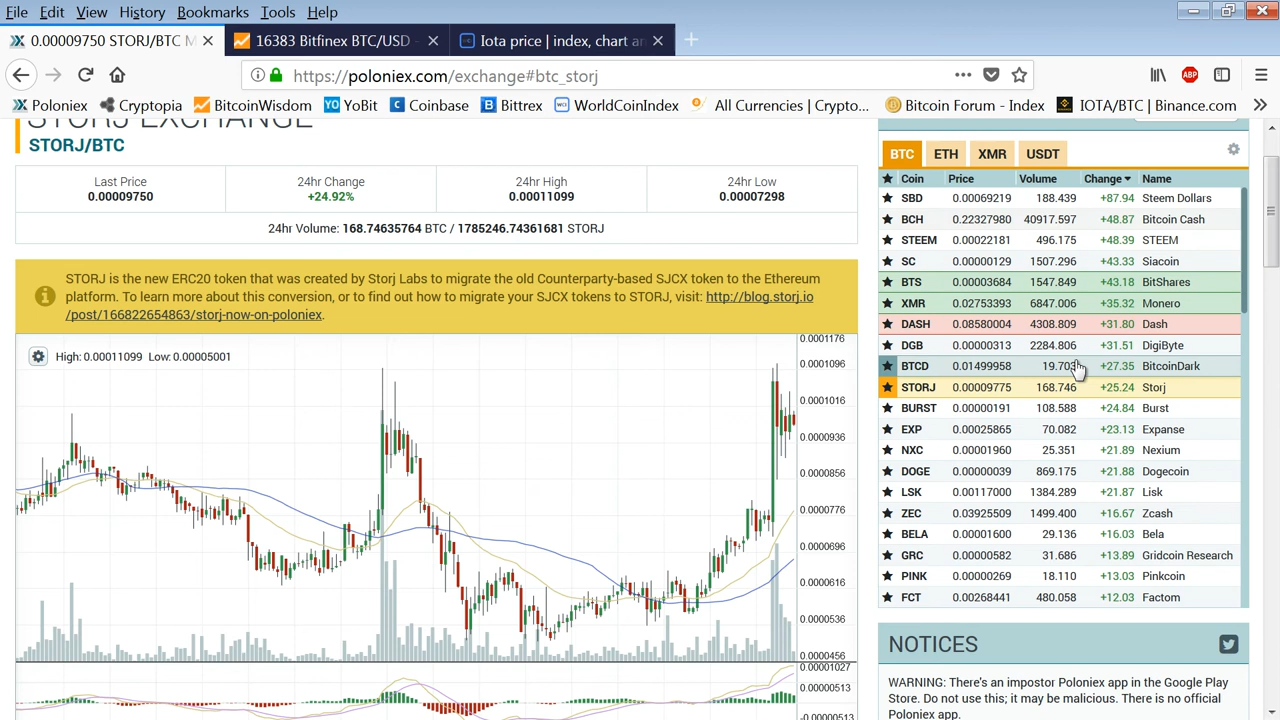 File Edit View History Bookmarks Tools Help
0.00009750 STORJ/BTC M
16383 Bitfinex BTC/USD -
Iota price | index, chart an
https://poloniex.com/exchange#btc_storj
Poloniex Cryptopia BitcoinWisdom YoBit Coinbase Bittrex WorldCoinIndex All Currencies | Crypto... Bitcoin Forum - Index IOTA/BTC | Binance.com
STORJ EXCHANGE
STORJ/BTC
Last Price
0.00009750
24hr Change
+24.92%
24hr High
0.00011099
24hr Low
0.00007298
24hr Volume: 168.74635764 BTC / 1785246.74361681 STORJ
STORJ is the new ERC20 token that was created by Storj Labs to migrate the old Counterparty-based SJCX token to the Ethereum
platform. To learn more about this conversion, or to find out how to migrate your SJCX tokens to STORJ, visit: http://blog.storj.io
/post/166822654863/storj-now-on-poloniex.
High: 0.00011099 Low: 0.00005001
0.0001176
0.0001096
0.0001016
0.0000936
0.0000856
0.0000776
0.0000696
0.0000616
0.0000536
0.0000456
0.00001027
0.00000513
-0.00000513
BTC ETH XMR USDT
Coin Price Volume Change Name
SBD 0.00069219 188.439 +87.94 Steem Dollars
BCH 0.22327980 40917.597 +48.87 Bitcoin Cash
STEEM 0.00022181 496.175 +48.39 STEEM
SC 0.00000129 1507.296 +43.33 Siacoin
BTS 0.00003684 1547.849 +43.18 BitShares
XMR 0.02753393 6847.006 +35.32 Monero
DASH 0.08580004 4308.809 +31.80 Dash
DGB 0.00000313 2284.806 +31.51 DigiByte
BTCD 0.01499958 19.703 +27.35 BitcoinDark
STORJ 0.00009775 168.746 +25.24 Storj
BURST 0.00000191 108.588 +24.84 Burst
EXP 0.00025865 70.082 +23.13 Expanse
NXC 0.00001960 25.351 +21.89 Nexium
DOGE 0.00000039 869.175 +21.88 Dogecoin
LSK 0.00117000 1384.289 +21.87 Lisk
ZEC 0.03925509 1499.400 +16.67 Zcash
BELA 0.00001600 29.136 +16.03 Bela
GRC 0.00000582 31.686 +13.89 Gridcoin Research
PINK 0.00000269 18.110 +13.03 Pinkcoin
FCT 0.00268441 480.058 +12.03 Factom
NOTICES
WARNING: There's an impostor Poloniex app in the Google Play
Store. Do not use this; it may be malicious. There is no official
Poloniex app.